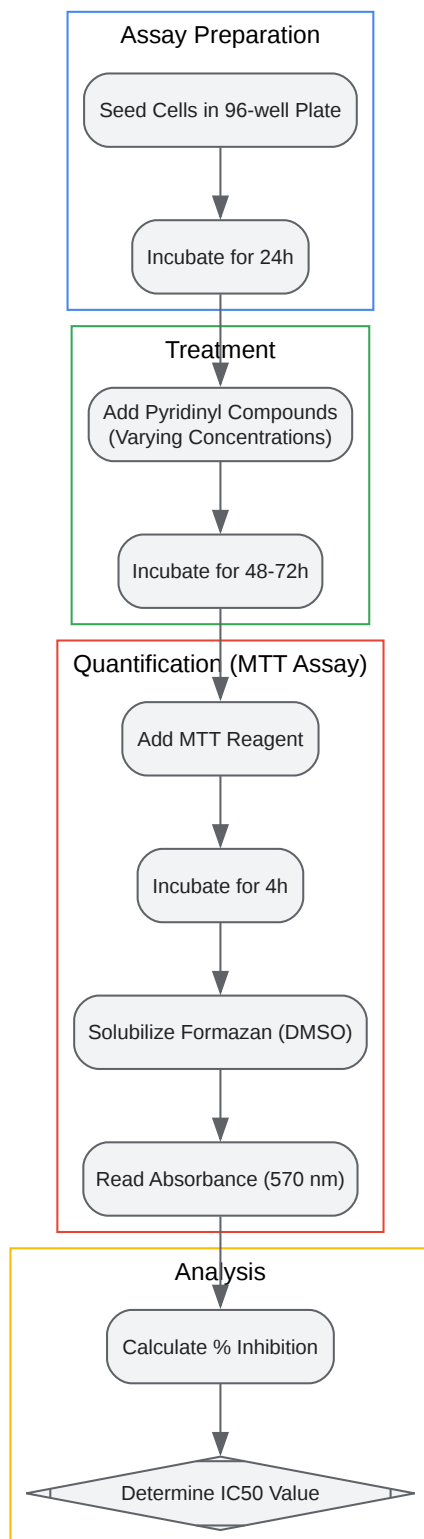 Assay Preparation
Seed Cells in 96-well Plate
Incubate for 24h
Treatment
Add Pyridinyl Compounds
(Varying Concentrations)
Incubate for 48-72h
Quantification (MTT Assay)
Add MTT Reagent
Incubate for 4h
Solubilize Formazan (DMSO)
Read Absorbance (570 nm)
Analysis
Calculate % Inhibition
Determine IC50 Value